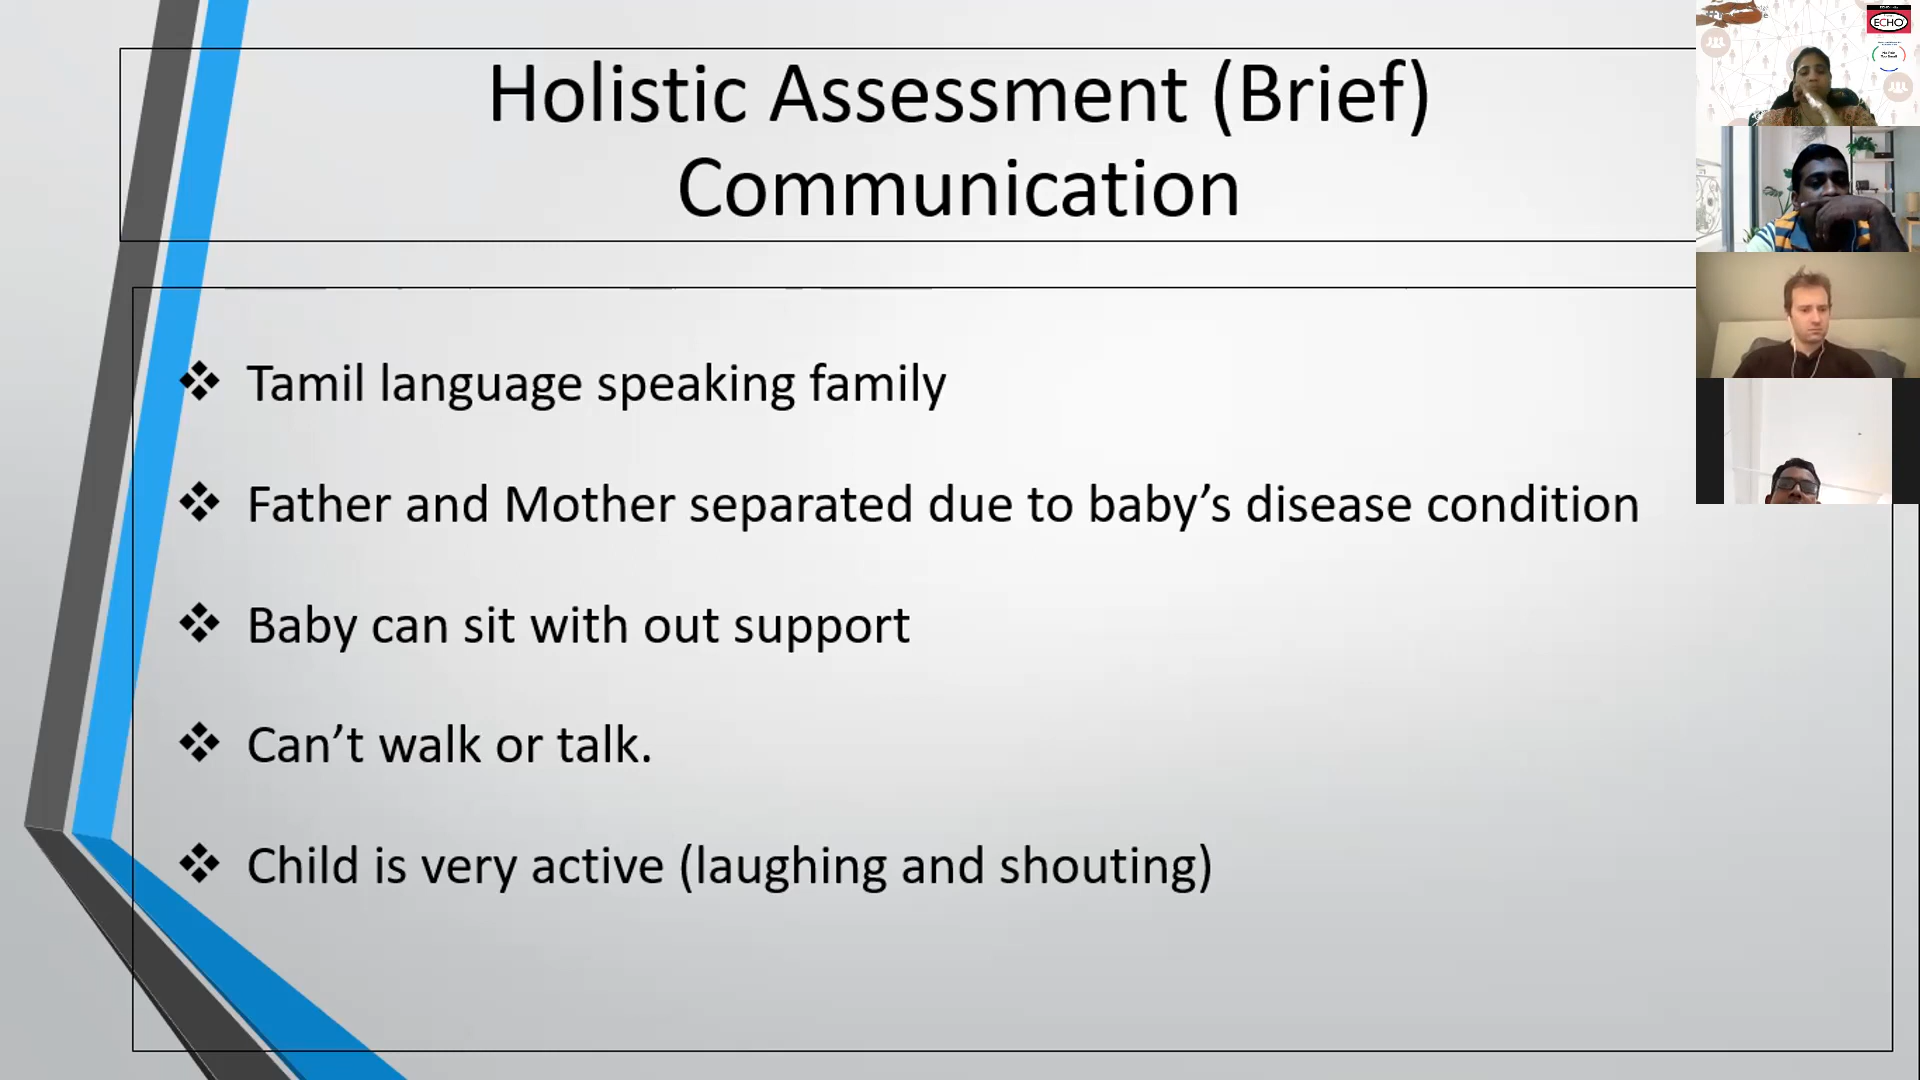 Holistic Assessment (Brief)
Communication
❖ Tamil language speaking family
❖ Father and Mother separated due to baby’s disease condition
❖ Baby can sit with out support
❖ Can’t walk or talk.
❖ Child is very active (laughing and shouting)
ECHO